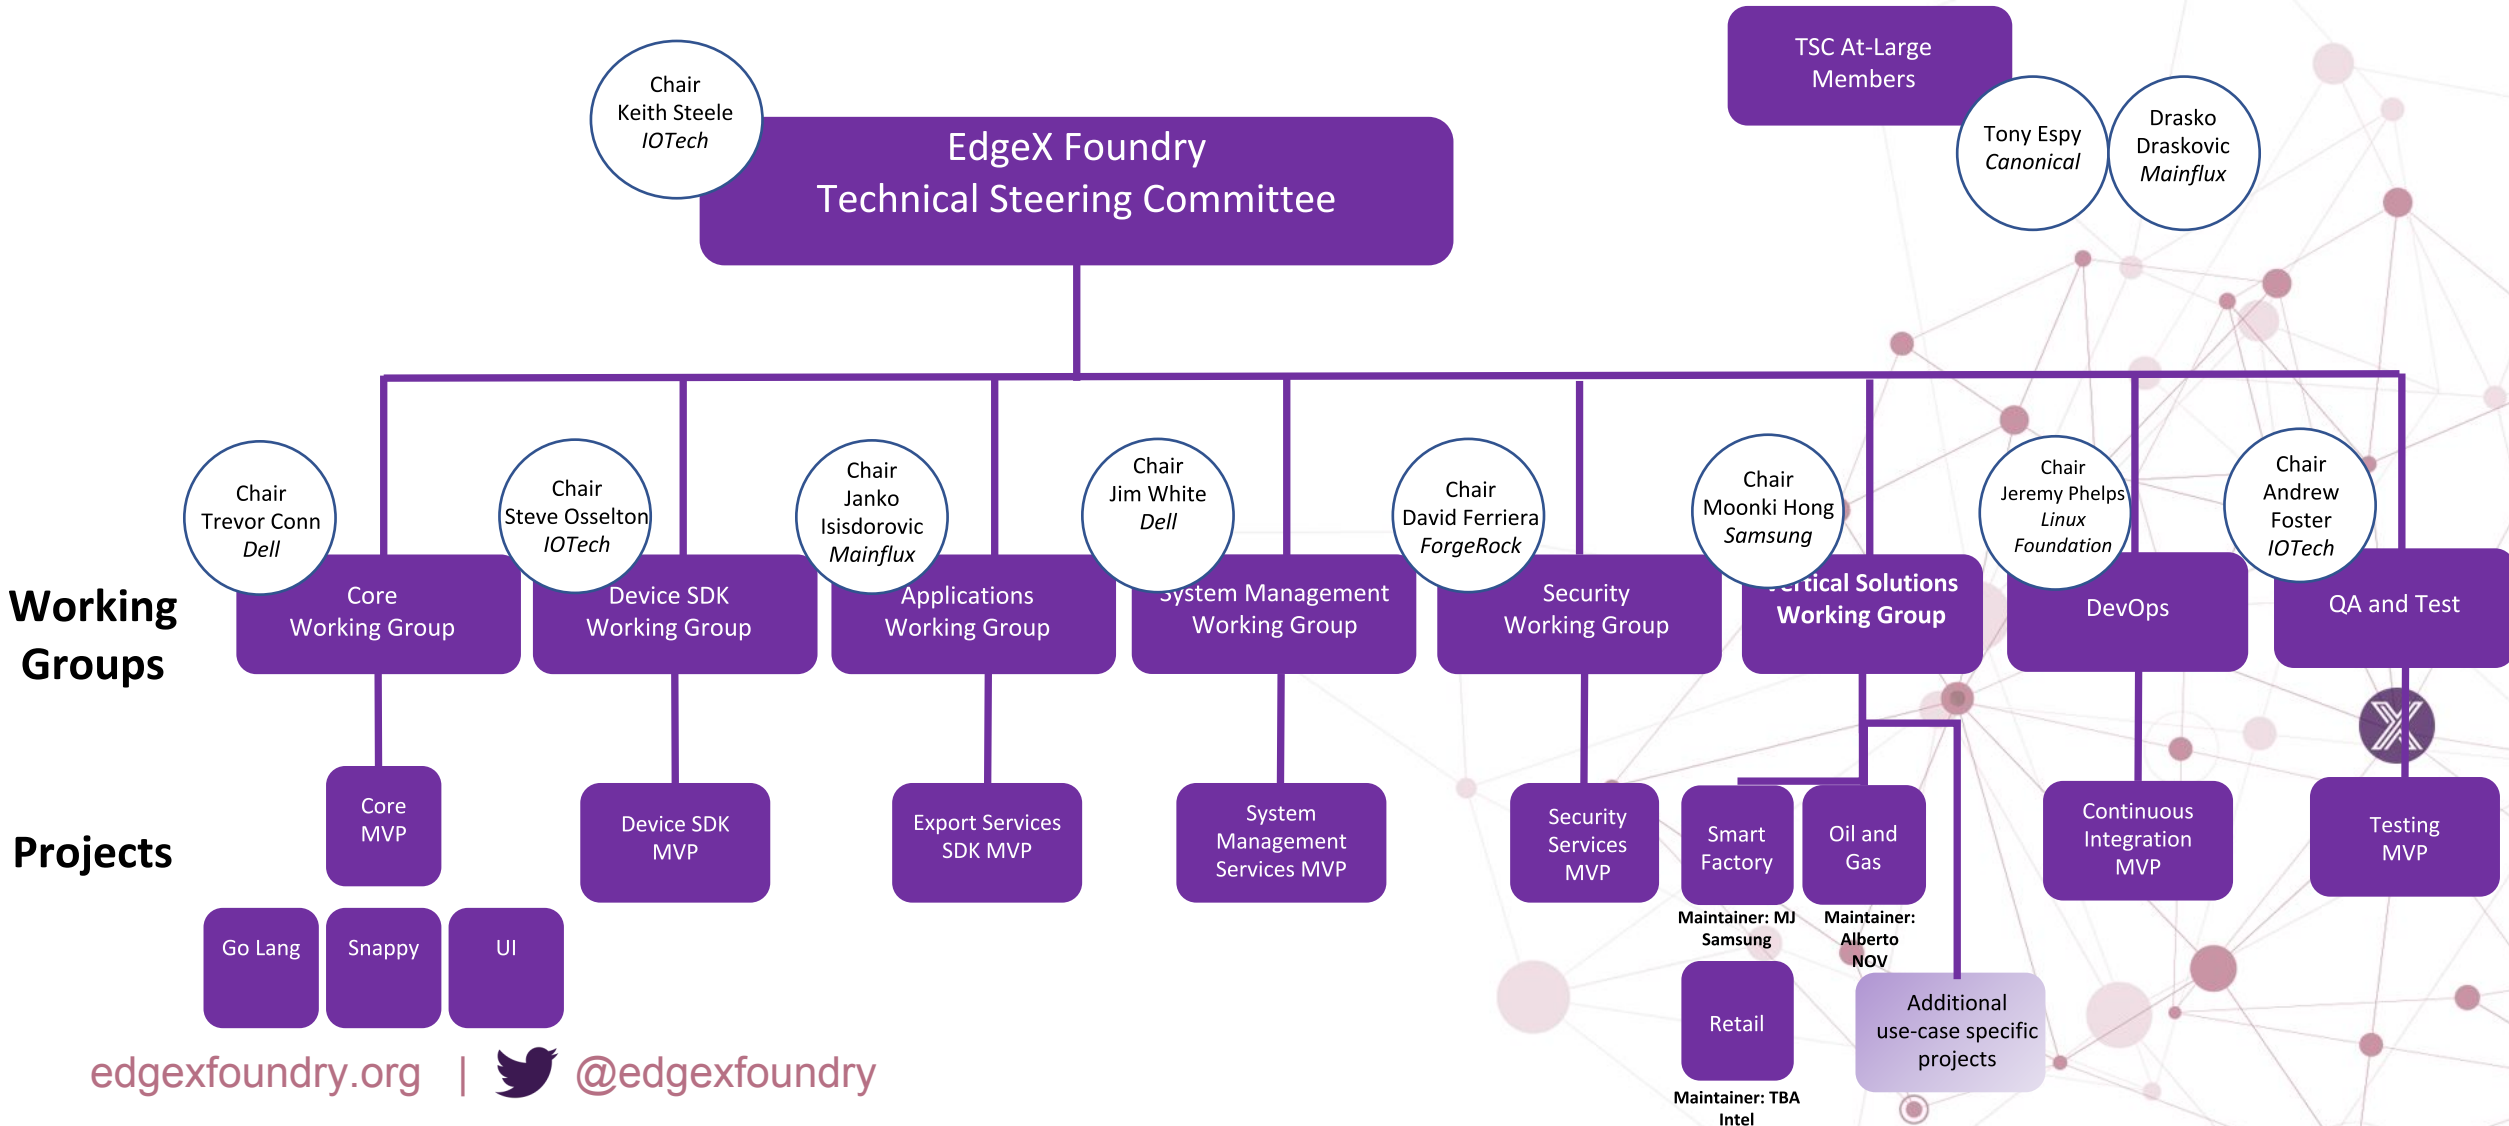 TSC At-Large
Members
Chair
Keith Steele
IOTech
EdgeX Foundry
Technical Steering Committee
Tony Espy
Canonical
Drasko
Draskovic
Mainflux
Chair
Trevor Conn
Dell
Chair
Steve Osselton
IOTech
Chair
Janko
Isisdorovic
Mainflux
Chair
Jim White
Dell
Chair
David Ferriera
ForgeRock
Chair
Moonki Hong
Samsung
Chair
Jeremy Phelps
Linux
Foundation
Chair
Andrew
Foster
IOTech
Working
Groups
Core
Working Group
Device SDK
Working Group
Applications
Working Group
System Management
Working Group
Security
Working Group
Vertical Solutions
Working Group
DevOps
QA and Test
Projects
Core
MVP
Device SDK
MVP
Export Services
SDK MVP
System
Management
Services MVP
Security
Services
MVP
Smart
Factory
Oil and
Gas
Continuous
Integration
MVP
Testing
MVP
Maintainer: MJ
Samsung
Maintainer:
Alberto
NOV
Go Lang
Snappy
UI
Retail
Maintainer: TBA
Intel
Additional
use-case specific
projects
edgexfoundry.org | @edgexfoundry